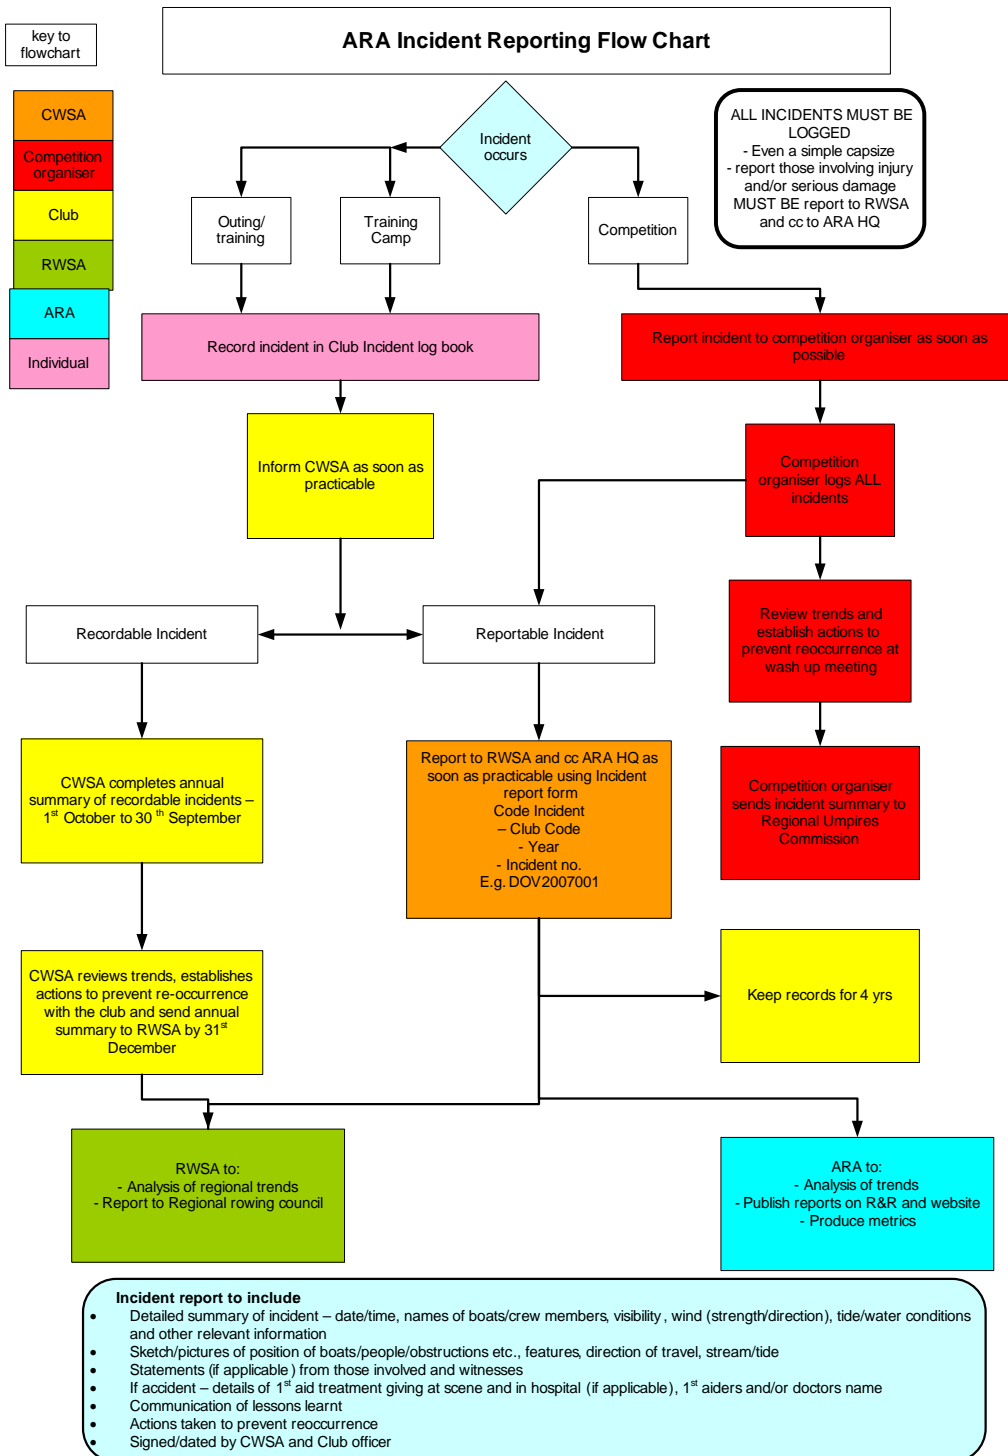 key to
flowchart
ARA Incident Reporting Flow Chart
CWSA
Competition
organiser
Club
RWSA
ARA
Individual
Incident
occurs
ALL INCIDENTS MUST BE
LOGGED
- Even a simple capsize
- report those involving injury
and/or serious damage
MUST BE report to RWSA
and cc to ARA HQ
Outing/
training
Training
Camp
Competition
Record incident in Club Incident log book
Report incident to competition organiser as soon as
possible
Inform CWSA as soon as
practicable
Competition
organiser logs ALL
incidents
Recordable Incident
Reportable Incident
Review trends and
establish actions to
prevent reoccurrence at
wash up meeting
CWSA completes annual
summary of recordable incidents –
1st October to 30 th September
Report to RWSA and cc ARA HQ as
soon as practicable using Incident
report form
Code Incident
– Club Code
- Year
- Incident no.
E.g. DOV2007001
Competition organiser
sends incident summary to
Regional Umpires
Commission
CWSA reviews trends, establishes
actions to prevent re-occurrence
with the club and send annual
summary to RWSA by 31st
December
Keep records for 4 yrs
RWSA to:
- Analysis of regional trends
- Report to Regional rowing council
ARA to:
- Analysis of trends
- Publish reports on R&R and website
- Produce metrics
Incident report to include
• Detailed summary of incident – date/time, names of boats/crew members, visibility, wind (strength/direction), tide/water conditions
and other relevant information
• Sketch/pictures of position of boats/people/obstructions etc., features, direction of travel, stream/tide
• Statements (if applicable) from those involved and witnesses
• If accident – details of 1st aid treatment giving at scene and in hospital (if applicable), 1st aiders and/or doctors name
• Communication of lessons learnt
• Actions taken to prevent reoccurrence
• Signed/dated by CWSA and Club officer